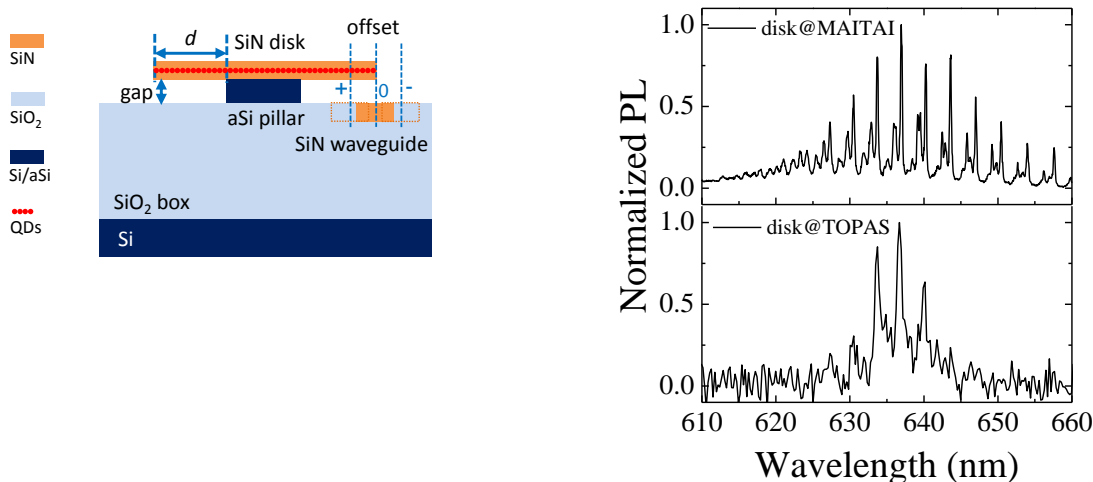 SiN
SiO2
Si/aSi
QDs
d
SiN disk
offset
gap
+
0
-
aSi pillar
SiN waveguide
SiO2 box
Si
disk@MAITAI
1.0
0.5
0.0
disk@TOPAS
1.0
0.5
0.0
Normalized PL
610 620 630 640 650 660
Wavelength (nm)